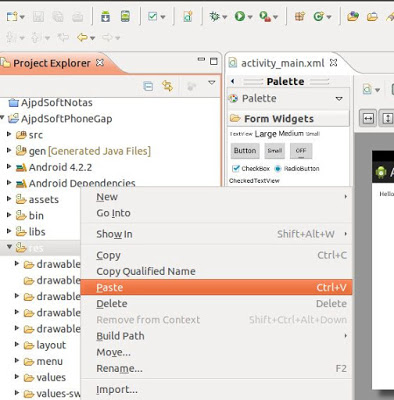 Project Explorer
activity_main.xml
Palette
Palette
Form Widgets
TextView Large Medium Small
Button Small OFF
CheckBox RadioButton
CheckedTextView
AjpdSoftNotas
AjpdSoftPhoneGap
src
gen [Generated Java Files]
Android 4.2.2
Android Dependencies
assets
bin
libs
res
drawable
drawable
drawable
drawable
drawable
layout
menu
values
values-sw
New
Go Into
Show In Shift+Alt+W
Copy Ctrl+C
Copy Qualified Name
Paste Ctrl+V
Delete Delete
Remove from Context Shift+Ctrl+Alt+Down
Build Path
Move...
Rename... F2
Import...
A
Hello